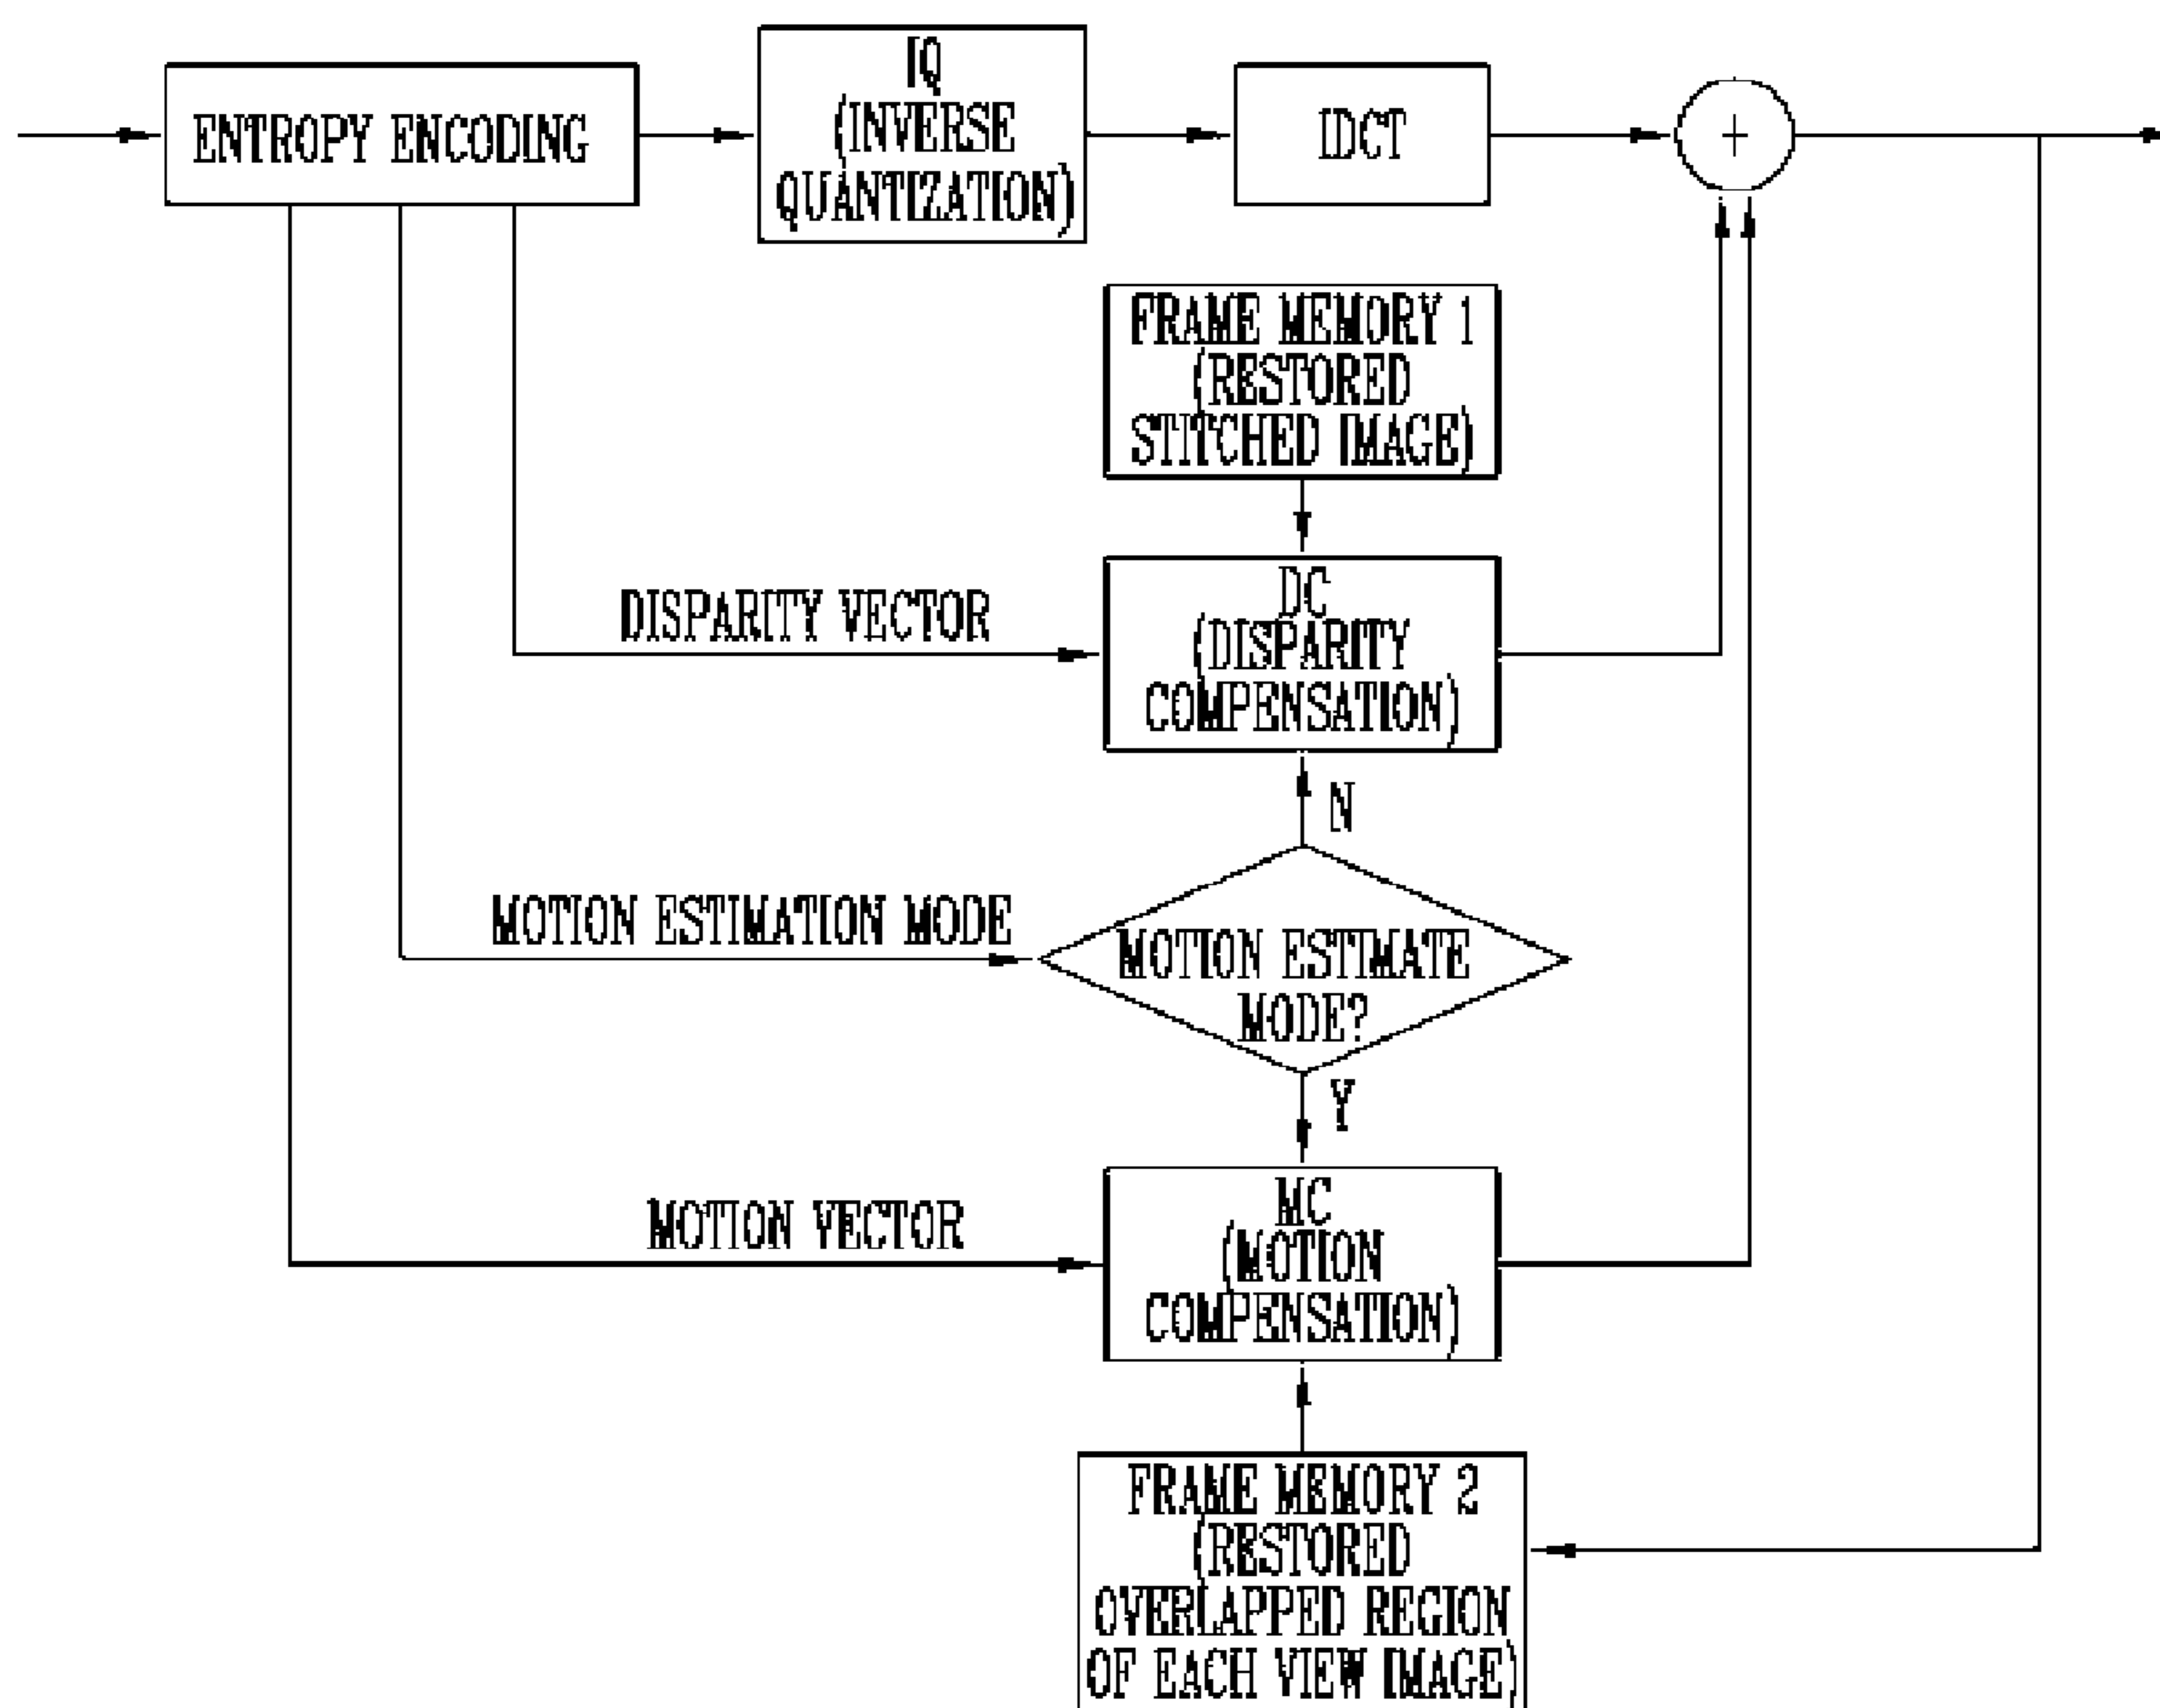 ENTROPY ENCODING
IQ
(INVERSE
QUANTIZATION)
IDCT
+
FRAME MEMORY 1
(RESTORED
STITCHED IMAGE)
DISPARITY VECTOR
DC
(DISPARITY
COMPENSATION)
N
MOTION ESTIMATION MODE
MOTION ESTIMATE
MODE?
Y
MOTION VECTOR
MC
(MOTION
COMPENSATION)
FRAME MEMORY 2
(RESTORED
OVERLAPPED REGION
OF EACH VIEW IMAGE)